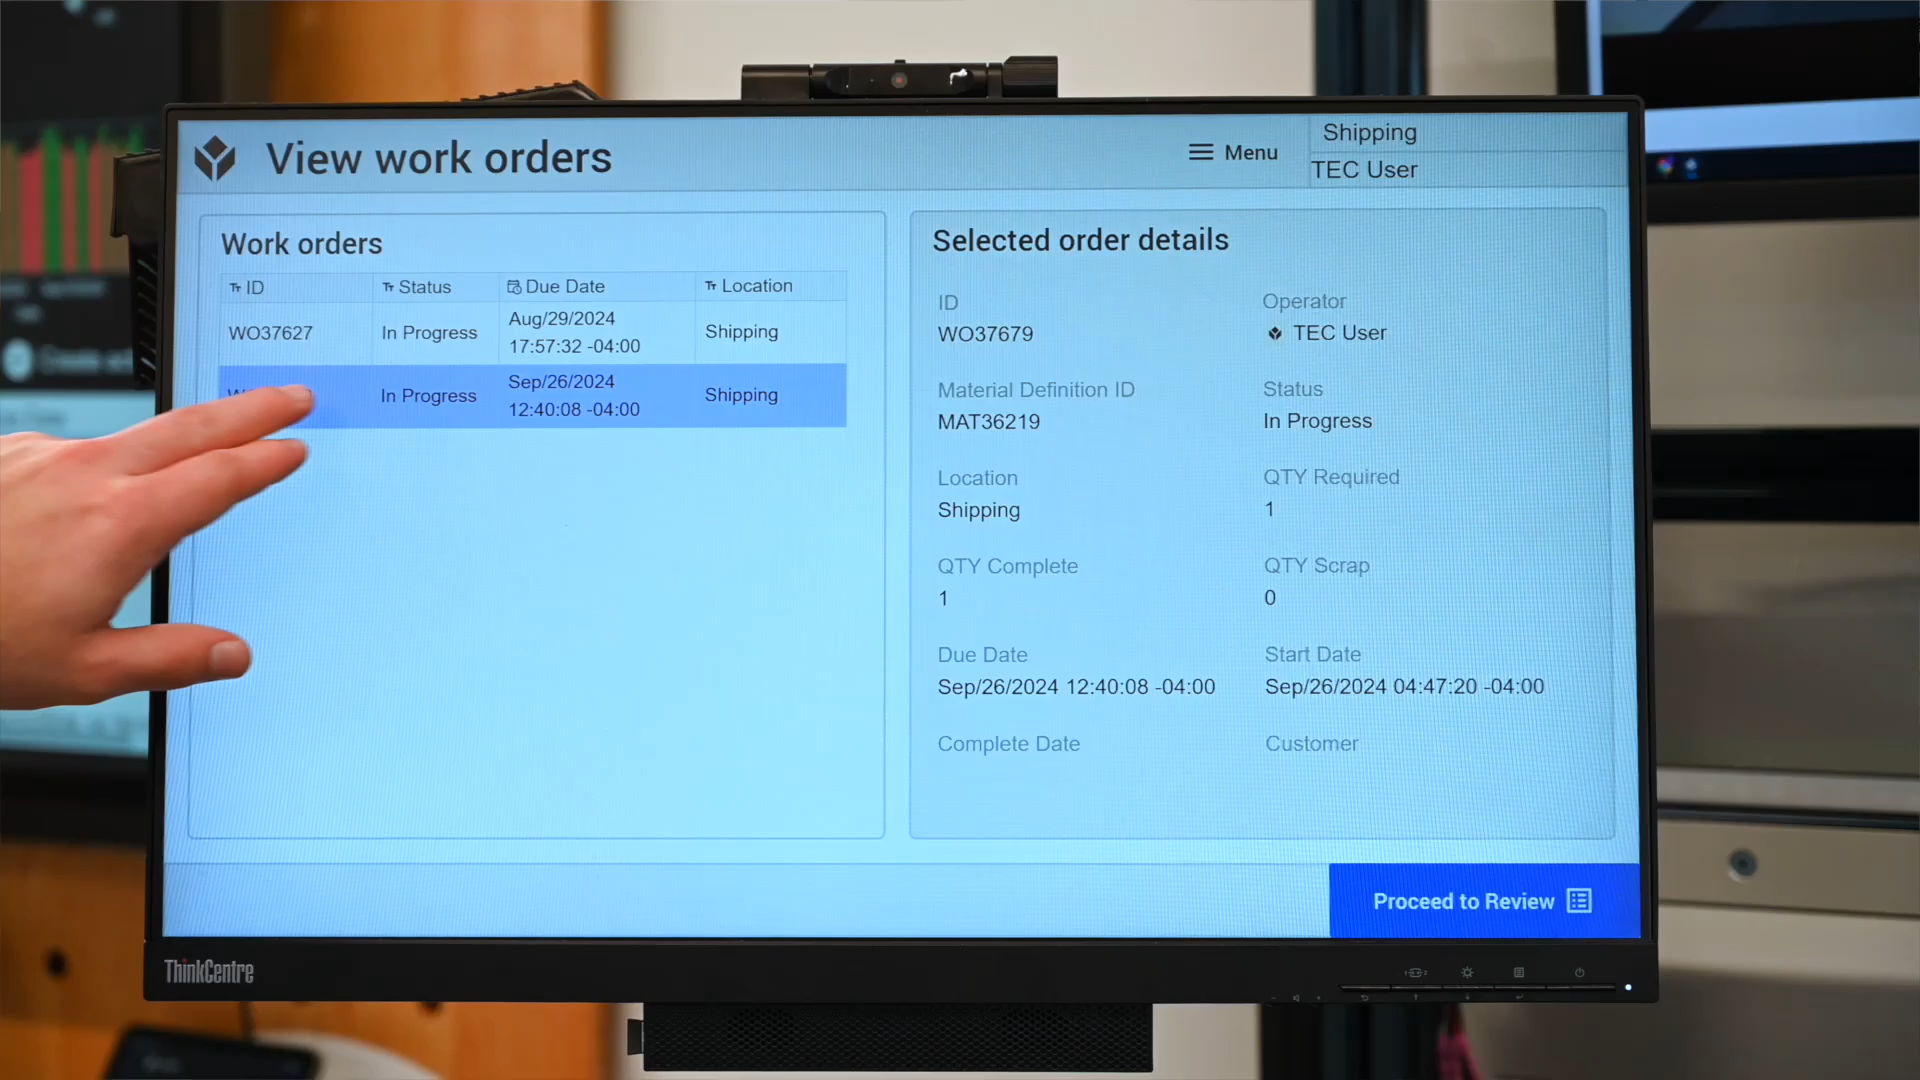 View work orders
Menu
Shipping
TEC User
Work orders
ID Status Due Date Location
WO37627 In Progress Aug/29/2024 17:57:32 -04:00 Shipping
In Progress Sep/26/2024 12:40:08 -04:00 Shipping
Selected order details
ID
WO37679
Operator
TEC User
Material Definition ID
MAT36219
Status
In Progress
Location
Shipping
QTY Required
1
QTY Complete
1
QTY Scrap
0
Due Date
Sep/26/2024 12:40:08 -04:00
Start Date
Sep/26/2024 04:47:20 -04:00
Complete Date
Customer
Proceed to Review
ThinkCentre